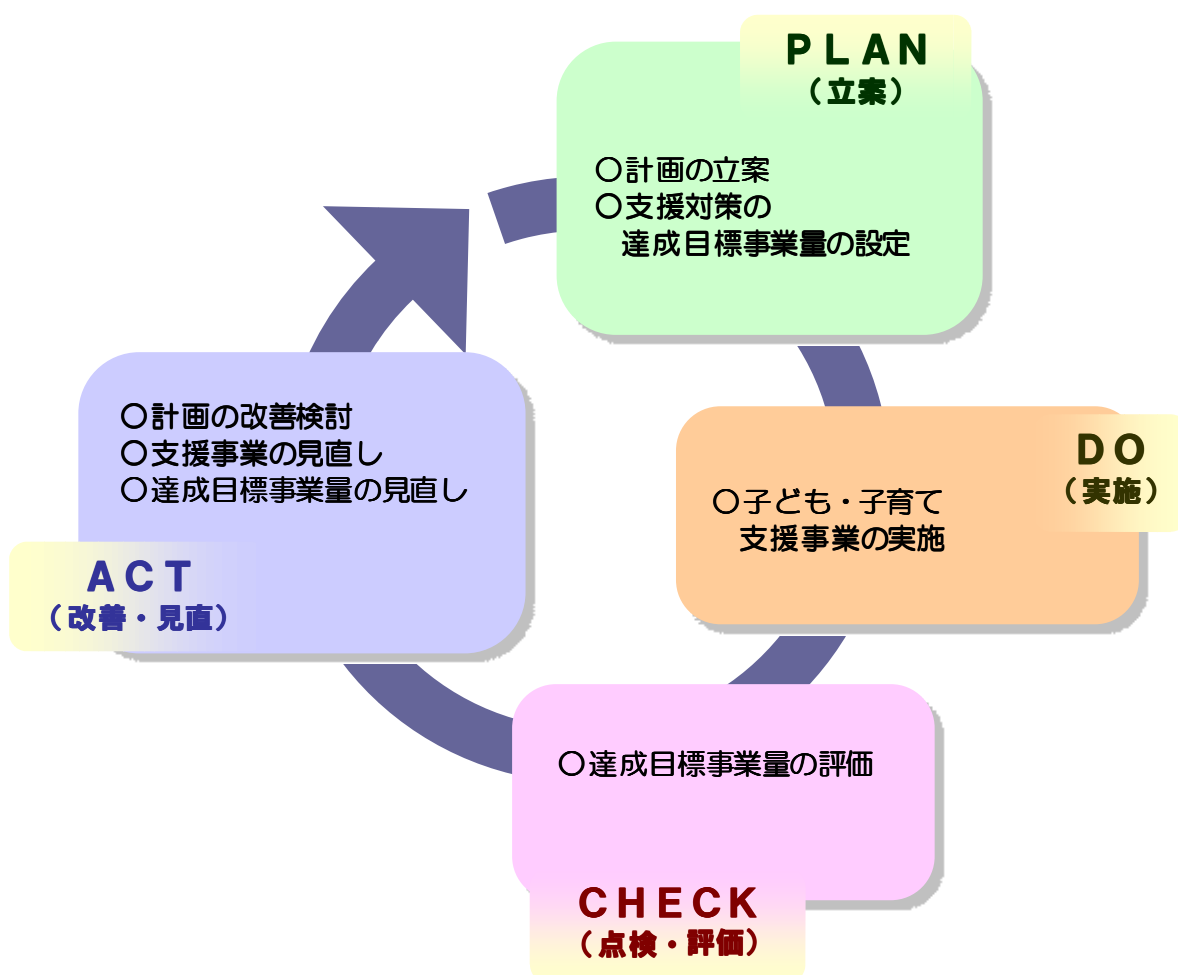 ＰＬＡＮ
（立案）
〇計画の立案
〇支援対策の
達成目標事業量の設定
ＤＯ
（実施）
〇子ども・子育て
支援事業の実施
〇達成目標事業量の評価
ＣＨＥＣＫ
（点検・評価）
〇計画の改善検討
〇支援事業の見直し
〇達成目標事業量の見直し
ＡＣＴ
（改善・見直）